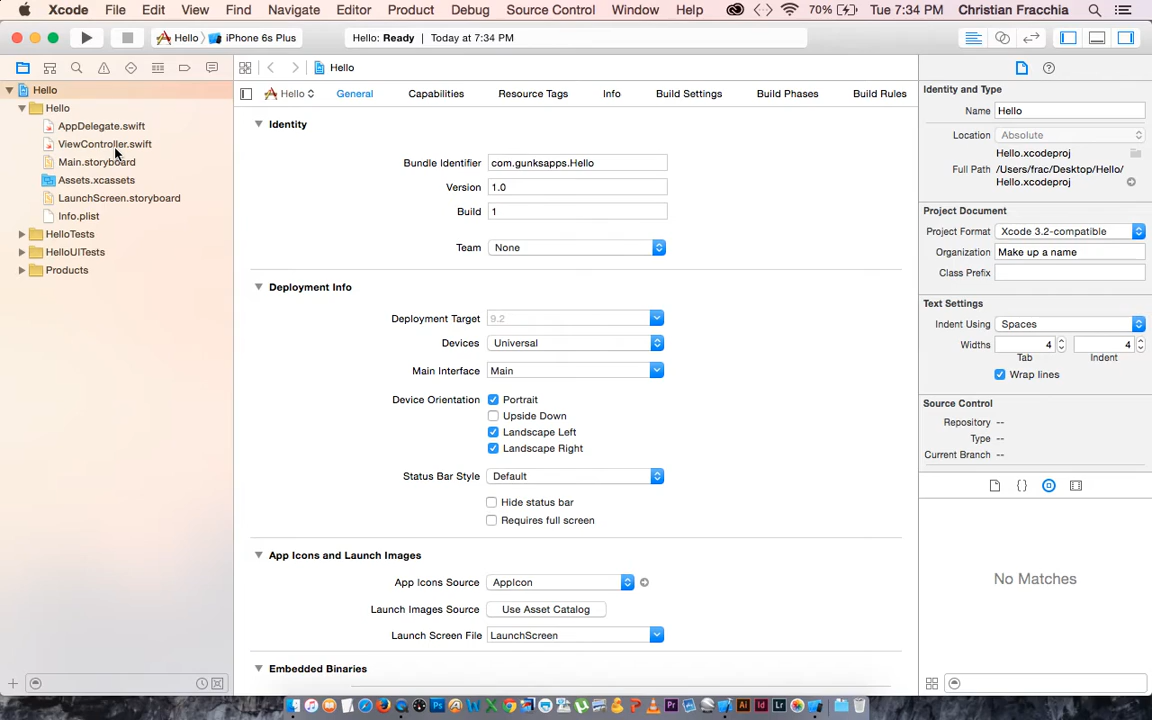 Xcode File Edit View Find Navigate Editor Product Debug Source Control Window Help 70% Tue 7:34 PM Christian Fracchia
Hello iPhone 6s Plus Hello: Ready Today at 7:34 PM
Hello
Hello
Hello
AppDelegate.swift
ViewController.swift
Main.storyboard
Assets.xcassets
LaunchScreen.storyboard
Info.plist
HelloTests
HelloUITests
Products
Hello General Capabilities Resource Tags Info Build Settings Build Phases Build Rules
Identity
Bundle Identifier com.gunksapps.Hello
Version 1.0
Build 1
Team None
Deployment Info
Deployment Target 9.2
Devices Universal
Main Interface Main
Device Orientation Portrait
Upside Down
Landscape Left
Landscape Right
Status Bar Style Default
Hide status bar
Requires full screen
App Icons and Launch Images
App Icons Source AppIcon
Launch Images Source Use Asset Catalog
Launch Screen File LaunchScreen
Embedded Binaries
Identity and Type
Name Hello
Location Absolute
Hello.xcodeproj
Full Path /Users/frac/Desktop/Hello/
Hello.xcodeproj
Project Document
Project Format Xcode 3.2-compatible
Organization Make up a name
Class Prefix
Text Settings
Indent Using Spaces
Widths 4 4
Tab Indent
Wrap lines
Source Control
Repository --
Type --
Current Branch --
{ }
No Matches
Ps W X P Pr Ai Id Lr